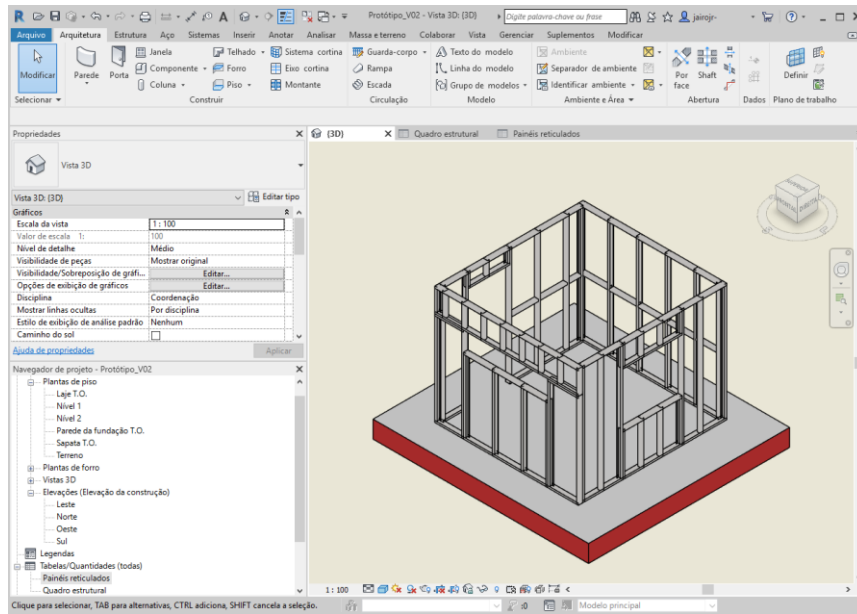 Protótipo_V02 - Vista 3D: {3D}
Digite palavra-chave ou frase
jairojr-
Arquivo Arquitetura Estrutura Aço Sistemas Inserir Anotar Analisar Massa e terreno Colaborar Vista Gerenciar Suplementos Modificar
Modificar
Parede
Porta
Janela
Componente
Coluna
Telhado
Forro
Piso
Sistema cortina
Eixo cortina
Montante
Guarda-corpo
Rampa
Escada
Texto do modelo
Linha do modelo
Grupo de modelos
Ambiente
Separador de ambiente
Identificar ambiente
Por face
Shaft
Definir
Selecionar Construir Circulação Modelo Ambiente e Área Abertura Dados Plano de trabalho
Propriedades
{3D}
Quadro estrutural
Painéis reticulados
Vista 3D
Vista 3D: {3D} Editar tipo
Gráficos
Escala da vista 1 : 100
Valor de escala 1: 100
Nível de detalhe Médio
Visibilidade de peças Mostrar original
Visibilidade/Sobreposição de gráfi... Editar...
Opções de exibição de gráficos Editar...
Disciplina Coordenação
Mostrar linhas ocultas Por disciplina
Estilo de exibição de análise padrão Nenhum
Caminho do sol
Ajuda de propriedades Aplicar
Navegador de projeto - Protótipo_V02
Plantas de piso
Laje T.O.
Nível 1
Nível 2
Parede da fundação T.O.
Sapata T.O.
Terreno
Plantas de forro
Vistas 3D
Elevações (Elevação da construção)
Leste
Norte
Oeste
Sul
Legendas
Tabelas/Quantidades (todas)
Painéis reticulados
Quadro estrutural
1 : 100
Clique para selecionar, TAB para alternativas, CTRL adiciona, SHIFT cancela a seleção.
:0
Modelo principal